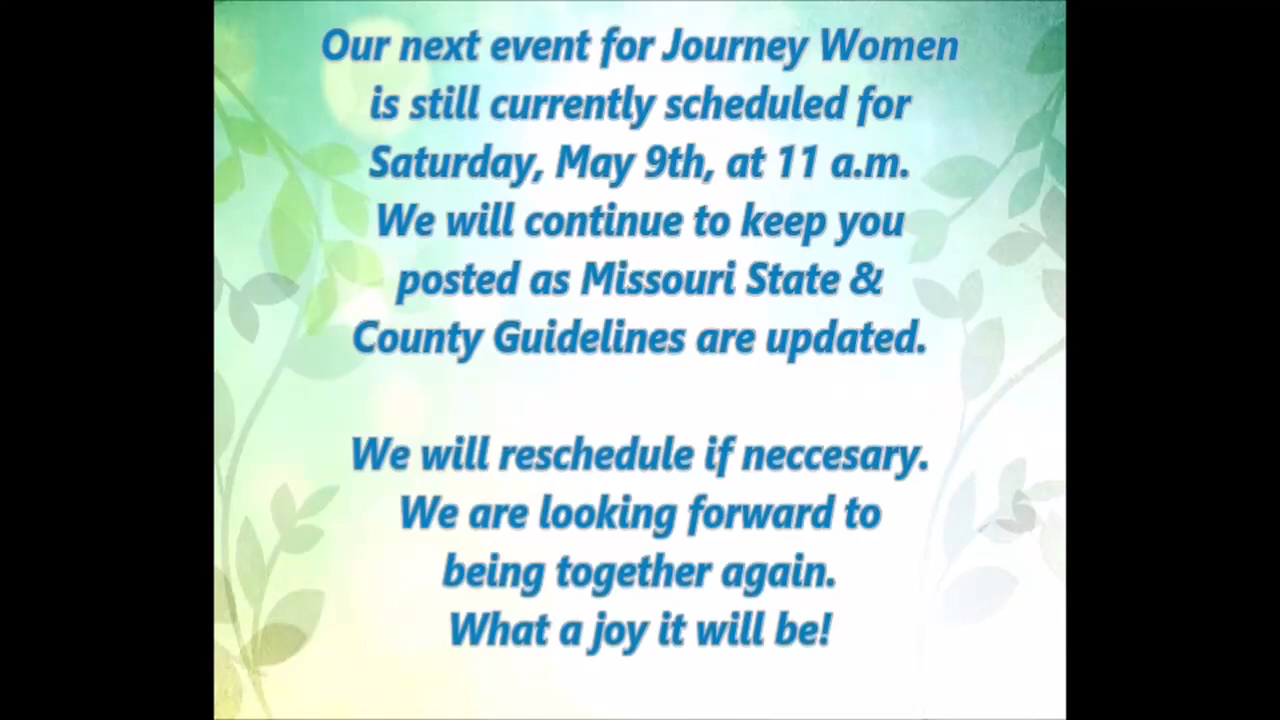 Our next event for Journey Women
is still currently scheduled for
Saturday, May 9th, at 11 a.m.
We will continue to keep you
posted as Missouri State &
County Guidelines are updated.
We will reschedule if neccesary.
We are looking forward to
being together again.
What a joy it will be!